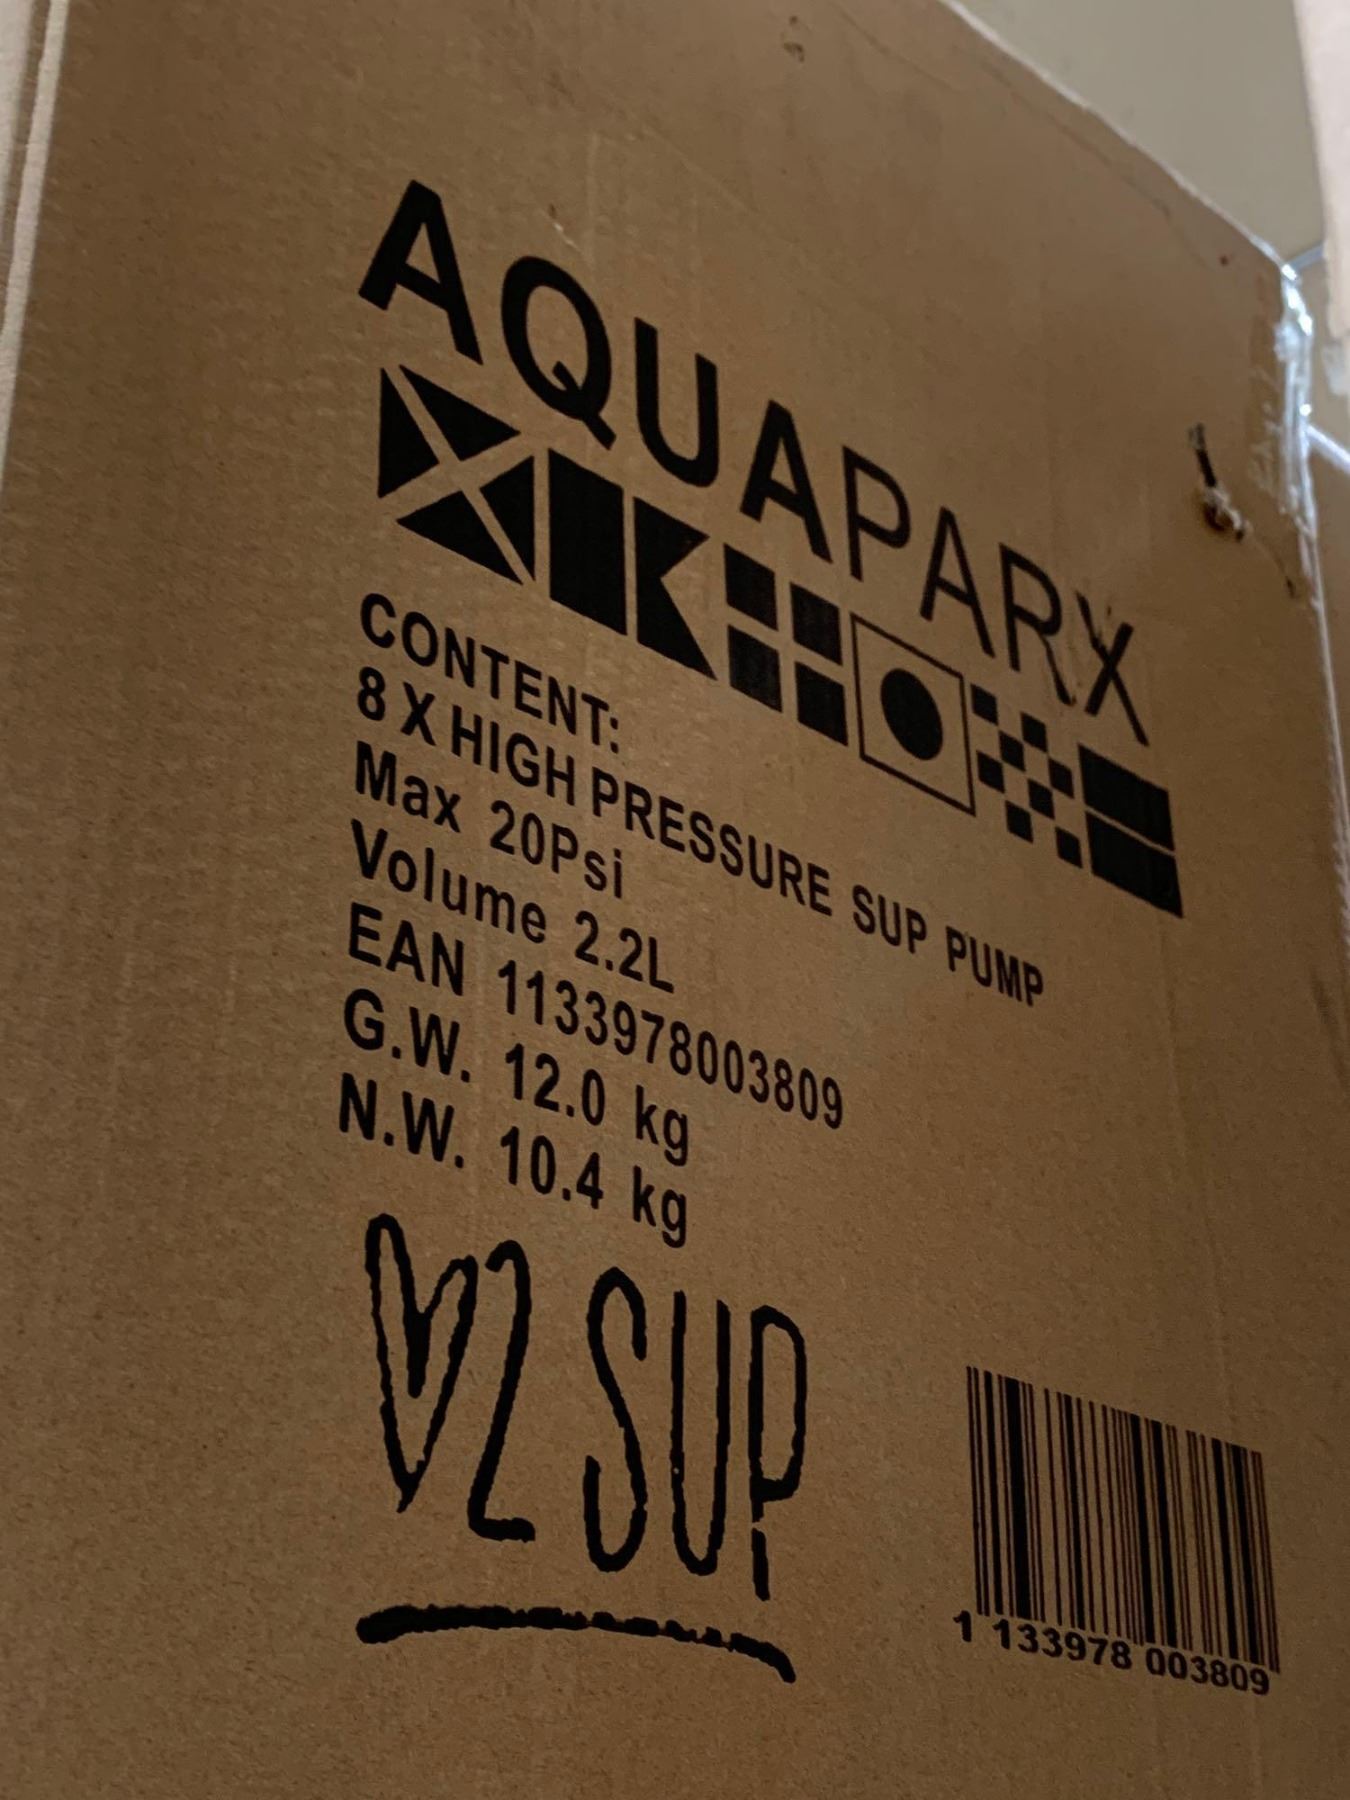 AQUAPARX
CONTENT:
8 X HIGH PRESSURE SUP PUMP
Max 20Psi
Volume 2.2L
EAN 1133978003809
G.W. 12.0 kg
N.W. 10.4 kg
♡2 SUP
1 133978 003809